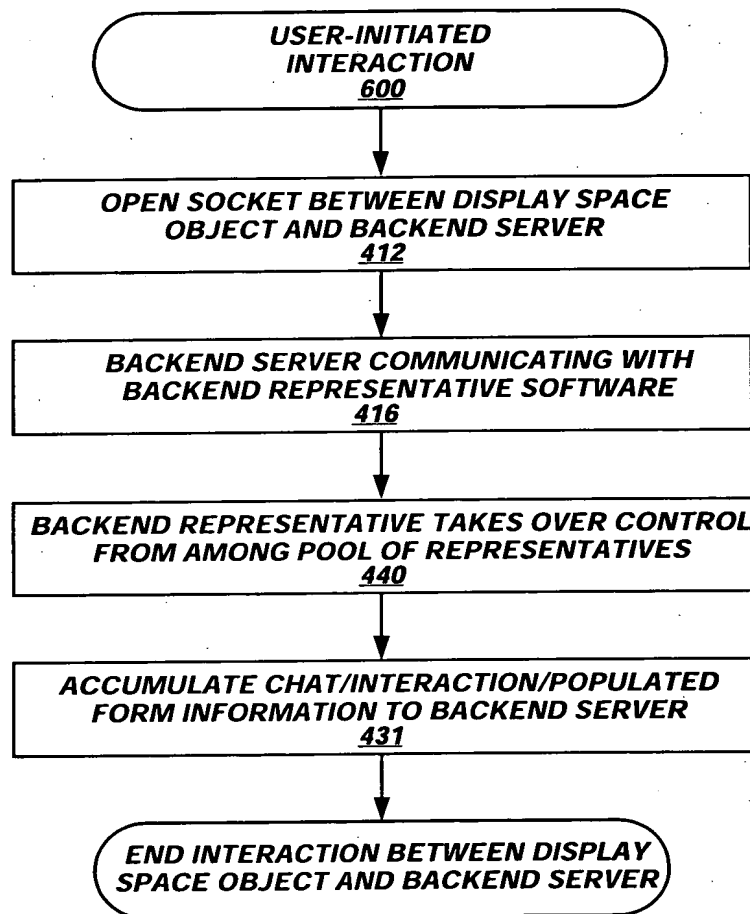 USER-INITIATED
INTERACTION
600
OPEN SOCKET BETWEEN DISPLAY SPACE
OBJECT AND BACKEND SERVER
412
BACKEND SERVER COMMUNICATING WITH
BACKEND REPRESENTATIVE SOFTWARE
416
BACKEND REPRESENTATIVE TAKES OVER CONTROL
FROM AMONG POOL OF REPRESENTATIVES
440
ACCUMULATE CHAT/INTERACTION/POPULATED
FORM INFORMATION TO BACKEND SERVER
431
END INTERACTION BETWEEN DISPLAY
SPACE OBJECT AND BACKEND SERVER